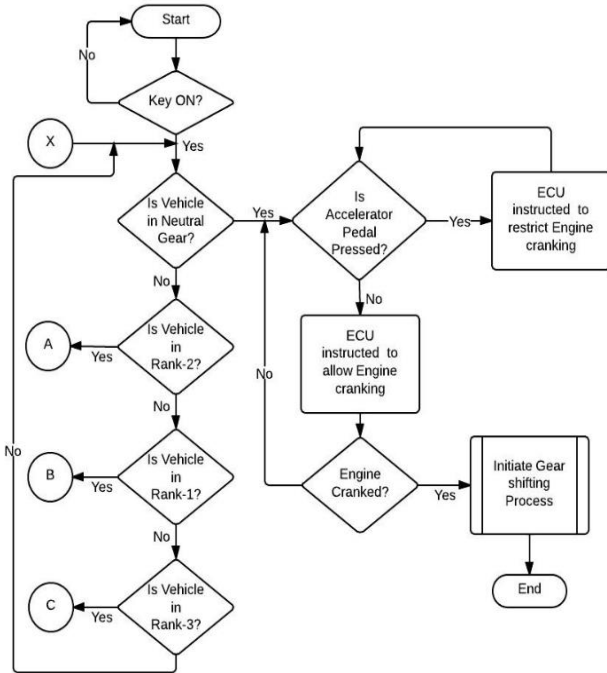 Start
No
Key ON?
X
Yes
Is Vehicle
in Neutral
Gear?
Yes
Is
Accelerator
Pedal
Pressed?
Yes
ECU
instructed to
restrict Engine
cranking
No
No
A
Yes
Is Vehicle
in
Rank-2?
ECU
instructed to
allow Engine
cranking
No
No
No
B
Yes
Is Vehicle
in
Rank-1?
Engine
Cranked?
Yes
Initiate Gear
shifting
Process
No
C
Yes
Is Vehicle
in
Rank-3?
End